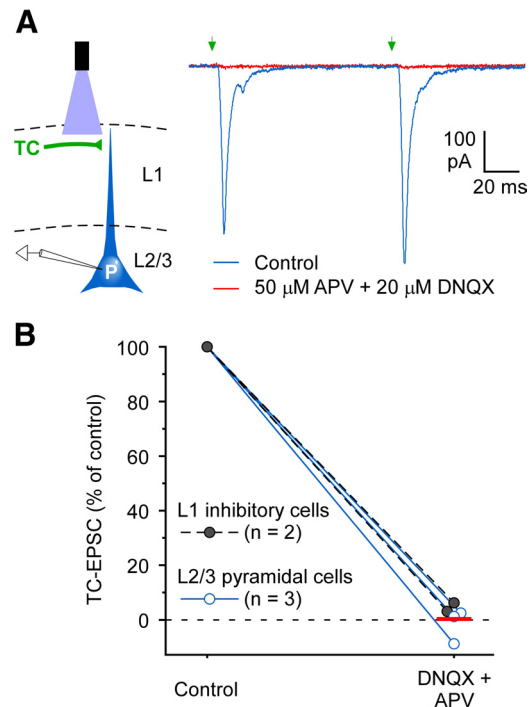 A
TC
L1
L2/3
P
100
pA
20 ms
Control
50 µM APV + 20 µM DNQX
B
TC-EPSC (% of control)
100
80
60
40
20
0
L1 inhibitory cells
(n = 2)
L2/3 pyramidal cells
(n = 3)
Control
DNQX +
APV